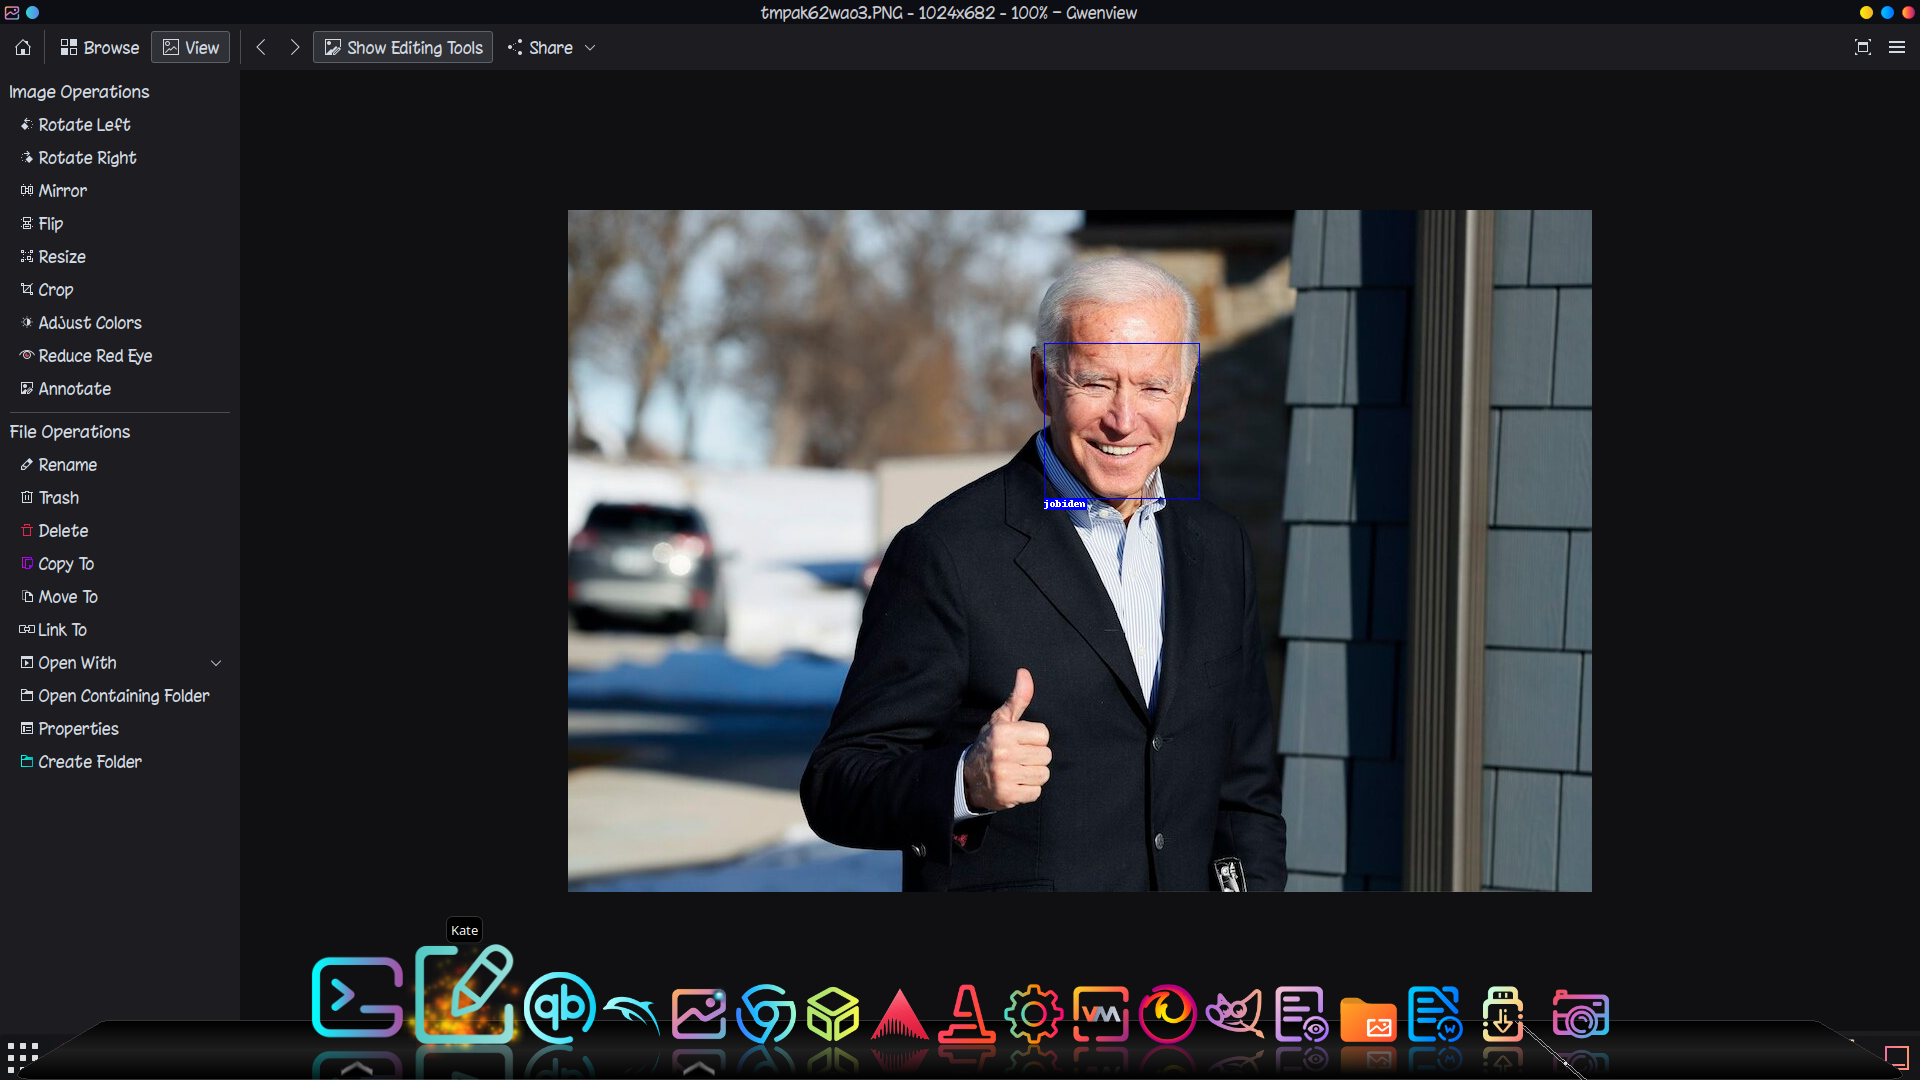 tmpak62wao3.PNG - 1024x682 - 100% – Gwenview
Browse
View
Show Editing Tools
Share
Image Operations
Rotate Left
Rotate Right
Mirror
Flip
Resize
Crop
Adjust Colors
Reduce Red Eye
Annotate
File Operations
Rename
Trash
Delete
Copy To
Move To
Link To
Open With
Open Containing Folder
Properties
Create Folder
jobiden
Kate
qb
VM
W